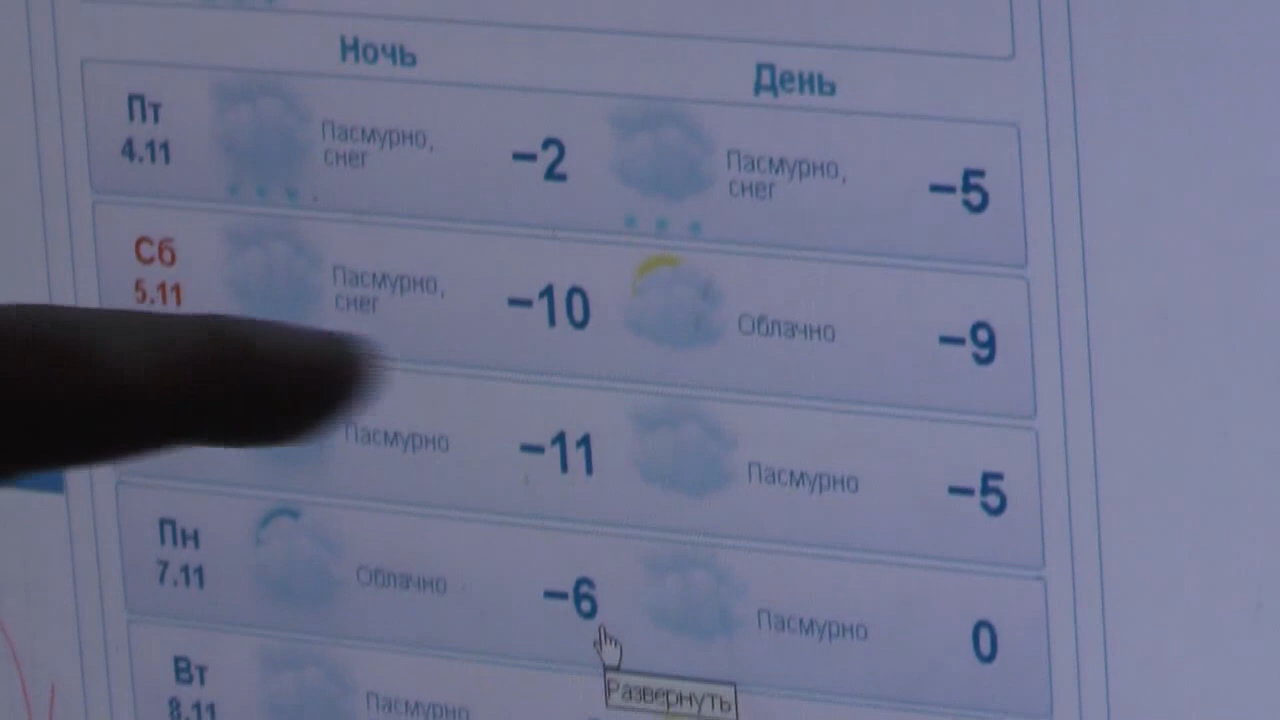 Ночь День
Пт
4.11
Пасмурно,
снег
-2
Пасмурно,
снег
-5
Сб
5.11
Пасмурно,
снег
-10
Облачно
-9
Пасмурно
-11
Пасмурно
-5
Пн
7.11
Облачно
-6
Пасмурно
0
Вт
8.11
Пасмурно
Развернуть